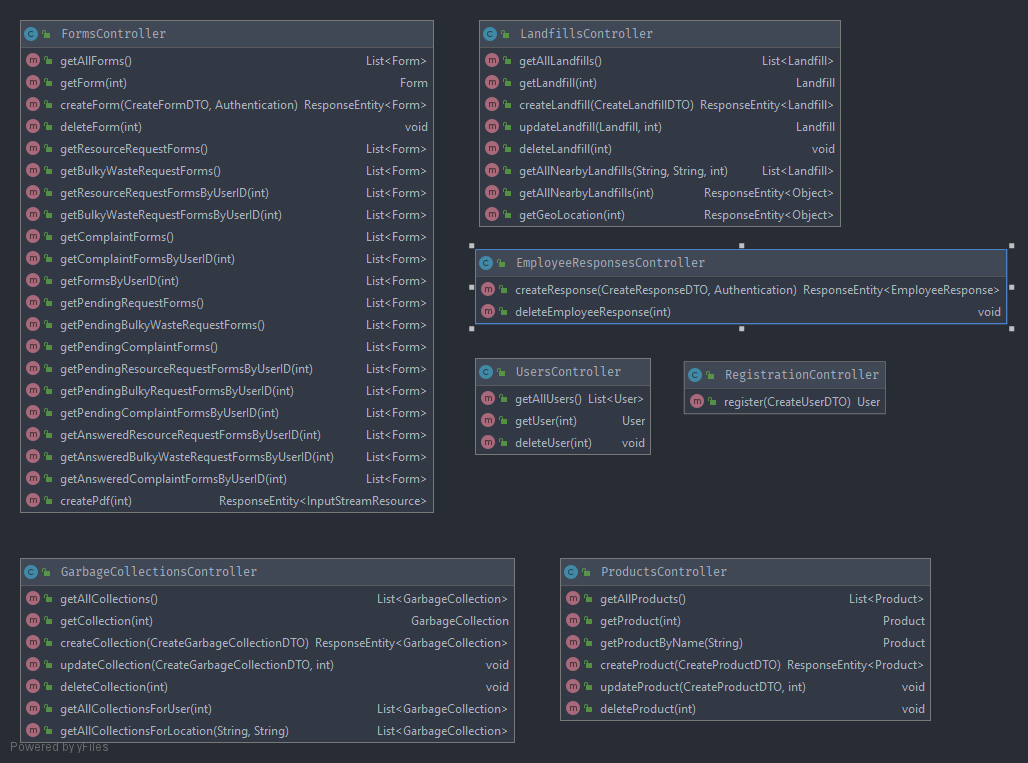 FormsController
getAllForms() List<Form>
getForm(int) Form
createForm(CreateFormDTO, Authentication) ResponseEntity<Form>
deleteForm(int) void
getResourceRequestForms() List<Form>
getBulkyWasteRequestForms() List<Form>
getResourceRequestFormsByUserID(int) List<Form>
getBulkyWasteRequestFormsByUserID(int) List<Form>
getComplaintForms() List<Form>
getComplaintFormsByUserID(int) List<Form>
getFormsByUserID(int) List<Form>
getPendingRequestForms() List<Form>
getPendingBulkyWasteRequestForms() List<Form>
getPendingComplaintForms() List<Form>
getPendingResourceRequestFormsByUserID(int) List<Form>
getPendingBulkyRequestFormsByUserID(int) List<Form>
getPendingComplaintFormsByUserID(int) List<Form>
getAnsweredResourceRequestFormsByUserID(int) List<Form>
getAnsweredBulkyWasteRequestFormsByUserID(int) List<Form>
getAnsweredComplaintFormsByUserID(int) List<Form>
createPdf(int) ResponseEntity<InputStreamResource>
LandfillsController
getAllLandfills() List<Landfill>
getLandfill(int) Landfill
createLandfill(CreateLandfillDTO) ResponseEntity<Landfill>
updateLandfill(Landfill, int) Landfill
deleteLandfill(int) void
getAllNearbyLandfills(String, String, int) List<Landfill>
getAllNearbyLandfills(int) ResponseEntity<Object>
getGeoLocation(int) ResponseEntity<Object>
EmployeeResponsesController
createResponse(CreateResponseDTO, Authentication) ResponseEntity<EmployeeResponse>
deleteEmployeeResponse(int) void
UsersController
getAllUsers() List<User>
getUser(int) User
deleteUser(int) void
RegistrationController
register(CreateUserDTO) User
GarbageCollectionsController
getAllCollections() List<GarbageCollection>
getCollection(int) GarbageCollection
createCollection(CreateGarbageCollectionDTO) ResponseEntity<GarbageCollection>
updateCollection(CreateGarbageCollectionDTO, int) void
deleteCollection(int) void
getAllCollectionsForUser(int) List<GarbageCollection>
getAllCollectionsForLocation(String, String) List<GarbageCollection>
ProductsController
getAllProducts() List<Product>
getProduct(int) Product
getProductByName(String) Product
createProduct(CreateProductDTO) ResponseEntity<Product>
updateProduct(CreateProductDTO, int) void
deleteProduct(int) void
Powered by yFiles